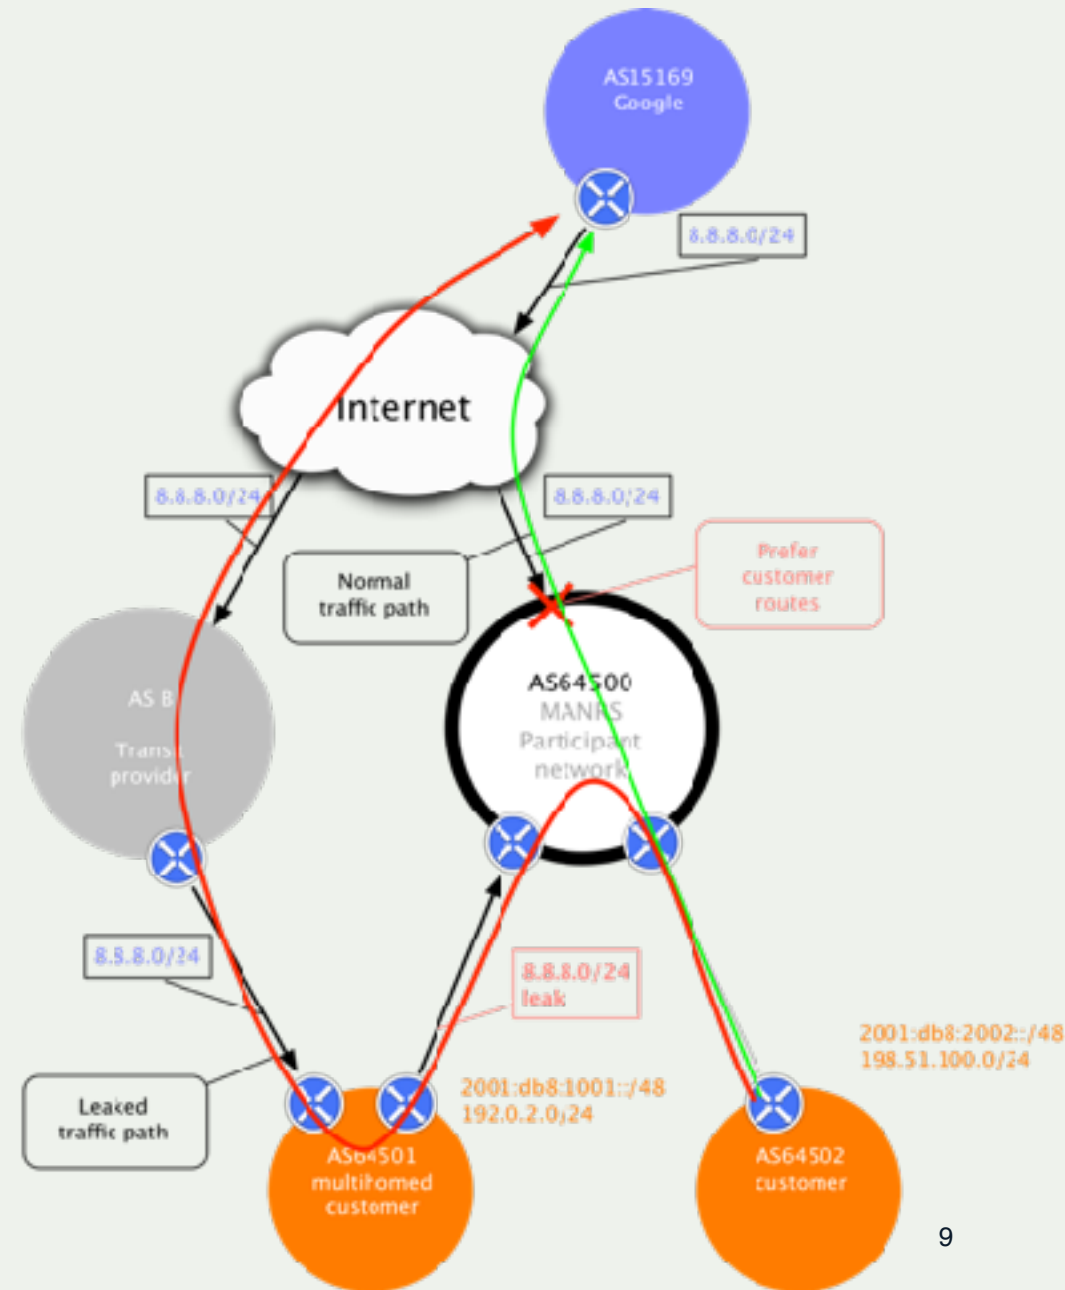 AS15169
Google
8.8.8.0/24
Internet
8.8.8.0/24
8.8.8.0/24
Normal
traffic path
Prefer
customer
routes
AS B
Transit
provider
AS64500
MANRS
Participant
network
8.8.8.0/24
8.8.8.0/24
leak
Leaked
traffic path
2001:db8:1001::/48
192.0.2.0/24
2001:db8:2002::/48
198.51.100.0/24
AS64501
multihomed
customer
AS64502
customer
9